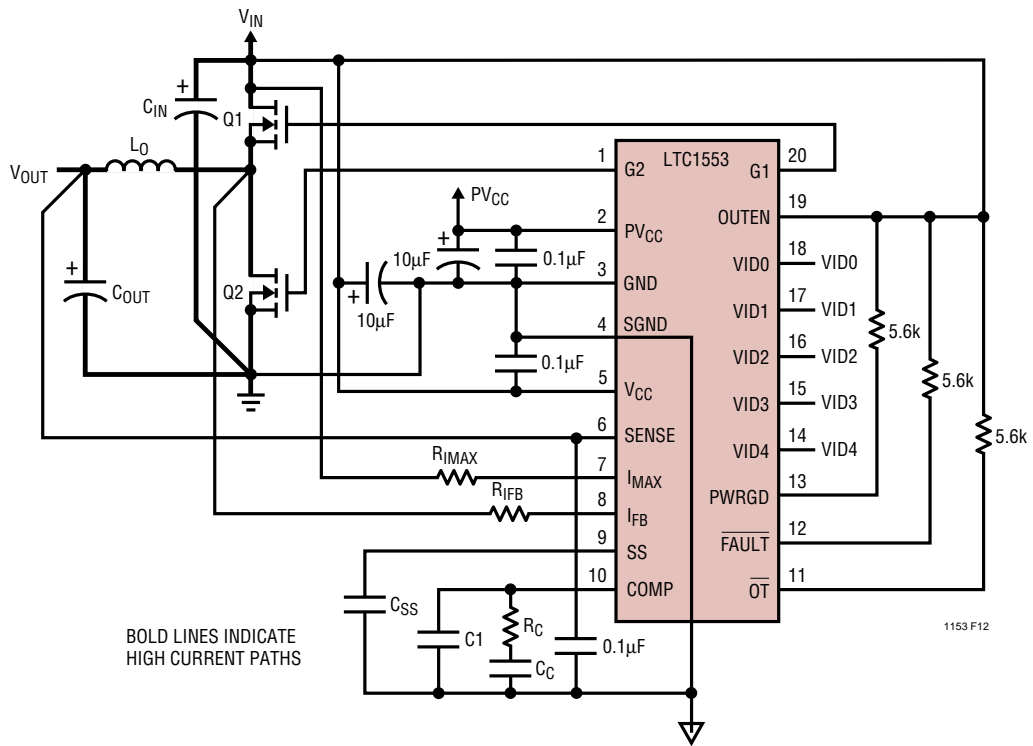 VIN
+
CIN
Q1
LO
VOUT
1
G2
LTC1553
G1
20
PVCC
19
OUTEN
2
PVCC
+
10µF
0.1µF
18
VID0
VID0
3
GND
+
COUT
Q2
+
10µF
17
VID1
VID1
4
SGND
5.6k
16
VID2
VID2
0.1µF
5
VCC
5.6k
15
VID3
VID3
6
SENSE
14
VID4
VID4
5.6k
RIMAX
7
IMAX
13
PWRGD
RIFB
8
IFB
12
FAULT
9
SS
10
COMP
11
OT
CSS
C1
RC
CC
0.1µF
BOLD LINES INDICATE
HIGH CURRENT PATHS
1153 F12